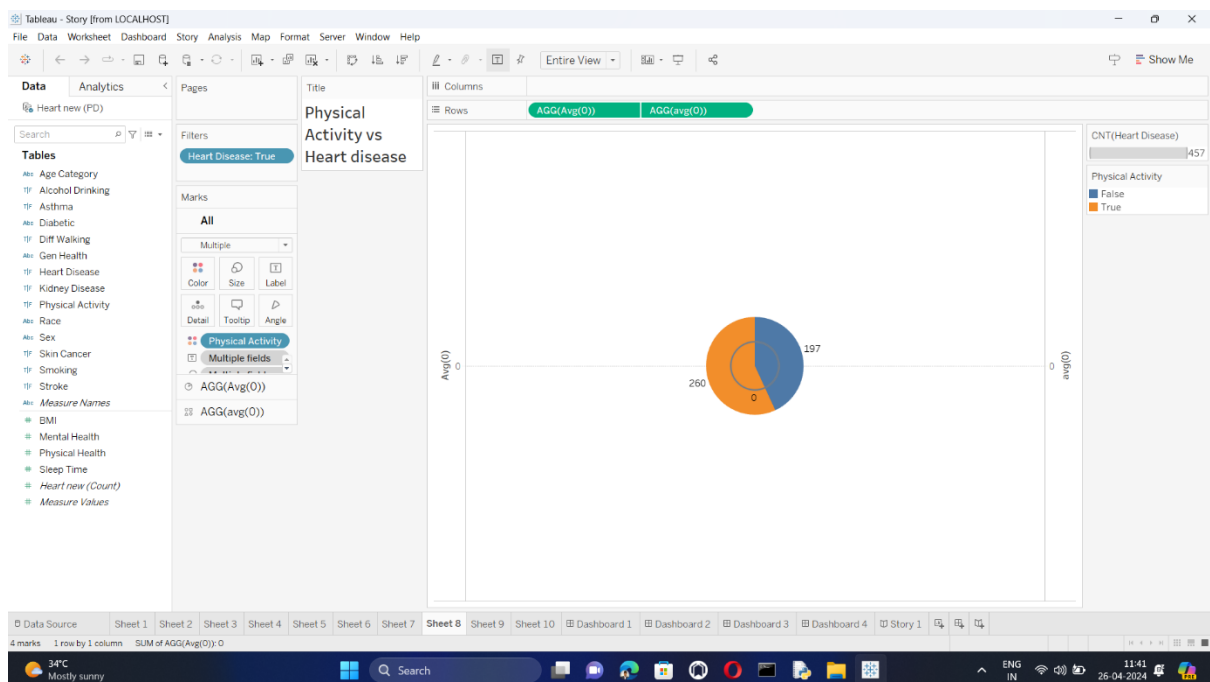 Tableau - Story [from LOCALHOST]
File Data Worksheet Dashboard Story Analysis Map Format Server Window Help
Entire View
Show Me
Data Analytics
Heart new (PD)
Search
Tables
Abc Age Category
T|F Alcohol Drinking
T|F Asthma
Abc Diabetic
T|F Diff Walking
Abc Gen Health
T|F Heart Disease
T|F Kidney Disease
T|F Physical Activity
Abc Race
Abc Sex
T|F Skin Cancer
T|F Smoking
T|F Stroke
Abc Measure Names
# BMI
# Mental Health
# Physical Health
# Sleep Time
# Heart new (Count)
# Measure Values
Pages
Filters
Heart Disease: True
Marks
All
Multiple
Color Size Label
Detail Tooltip Angle
Physical Activity
Multiple fields
AGG(Avg(0))
AGG(avg(0))
Title
Physical
Activity vs
Heart disease
Columns
Rows AGG(Avg(0)) AGG(avg(0))
Avg(0)
0
197
260
0
0
avg(0)
CNT(Heart Disease)
457
Physical Activity
False
True
Data Source Sheet 1 Sheet 2 Sheet 3 Sheet 4 Sheet 5 Sheet 6 Sheet 7 Sheet 8 Sheet 9 Sheet 10 Dashboard 1 Dashboard 2 Dashboard 3 Dashboard 4 Story 1
4 marks 1 row by 1 column SUM of AGG(Avg(0)): 0
34°C
Mostly sunny
Search
ENG
IN
11:41
26-04-2024